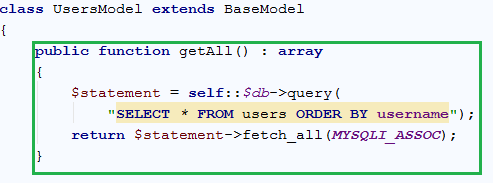 class UsersModel extends BaseModel
{
public function getAll() : array
{
$statement = self::$db->query(
"SELECT * FROM users ORDER BY username");
return $statement->fetch_all(MYSQLI_ASSOC);
}